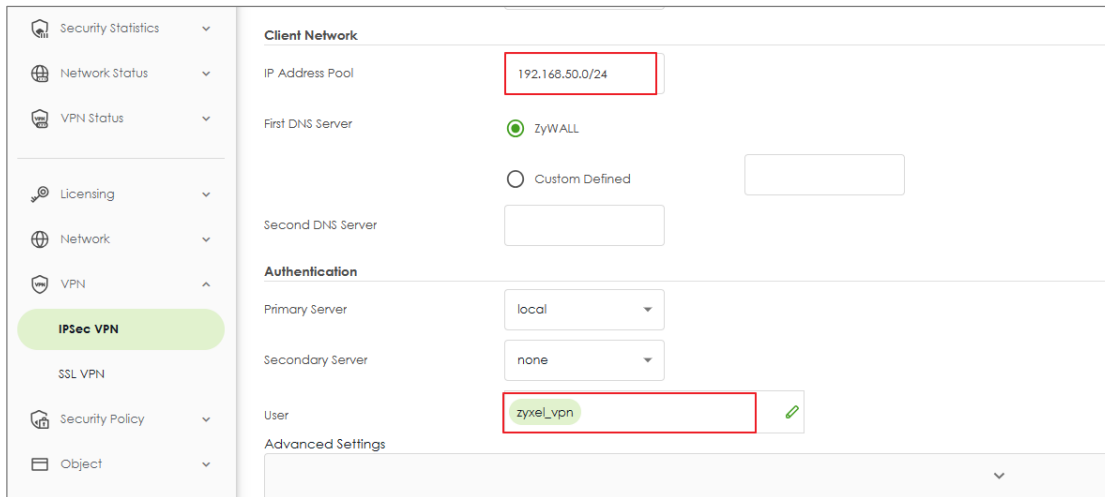 Security Statistics
Network Status
VPN Status
Licensing
Network
VPN
IPSec VPN
SSL VPN
Security Policy
Object
Client Network
IP Address Pool
192.168.50.0/24
First DNS Server
ZyWALL
Custom Defined
Second DNS Server
Authentication
Primary Server
local
Secondary Server
none
User
zyxel_vpn
Advanced Settings